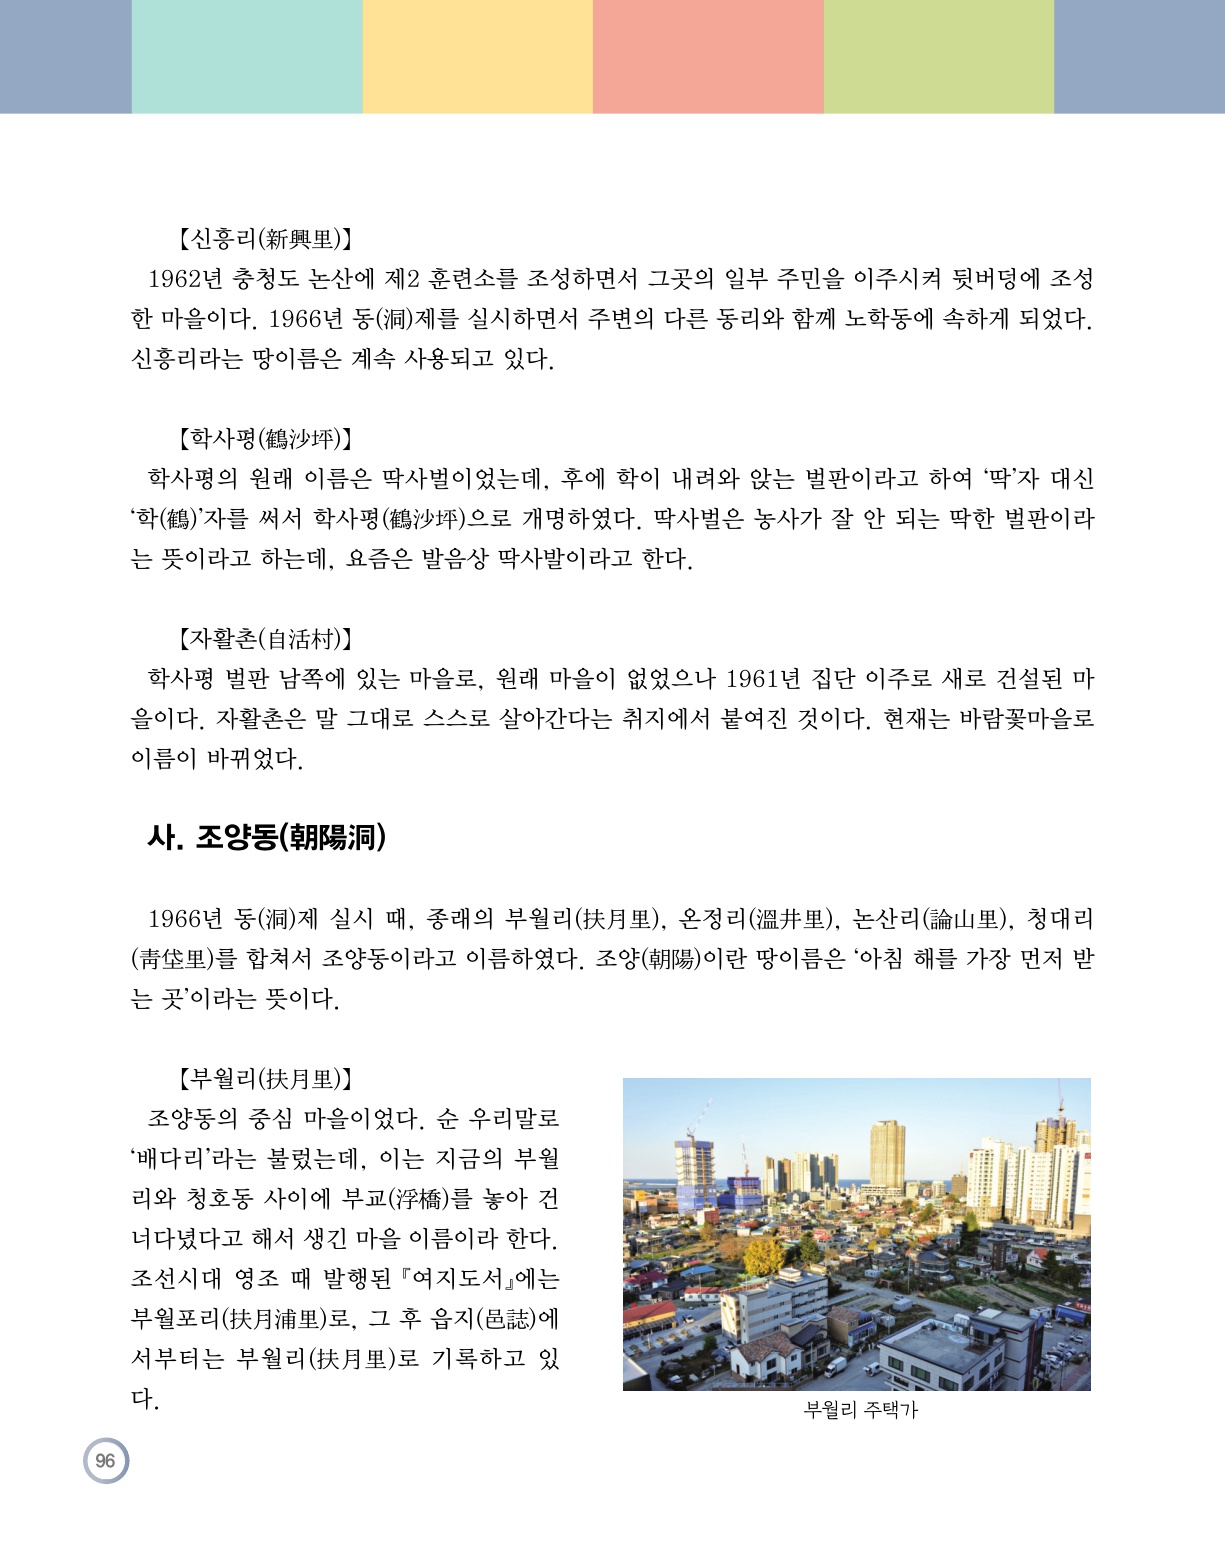 【신흥리(新興里)】
1962년 충청도 논산에 제2 훈련소를 조성하면서 그곳의 일부 주민을 이주시켜 뒷버덩에 조성
한 마을이다. 1966년 동(洞)제를 실시하면서 주변의 다른 동리와 함께 노학동에 속하게 되었다.
신흥리라는 땅이름은 계속 사용되고 있다.
【학사평(鶴沙坪)】
학사평의 원래 이름은 딱사벌이었는데, 후에 학이 내려와 앉는 벌판이라고 하여 ‘딱’자 대신
‘학(鶴)’자를 써서 학사평(鶴沙坪)으로 개명하였다. 딱사벌은 농사가 잘 안 되는 딱한 벌판이라
는 뜻이라고 하는데, 요즘은 발음상 딱사발이라고 한다.
【자활촌(自活村)】
학사평 벌판 남쪽에 있는 마을로, 원래 마을이 없었으나 1961년 집단 이주로 새로 건설된 마
을이다. 자활촌은 말 그대로 스스로 살아간다는 취지에서 붙여진 것이다. 현재는 바람꽃마을로
이름이 바뀌었다.
사. 조양동(朝陽洞)
1966년 동(洞)제 실시 때, 종래의 부월리(扶月里), 온정리(溫井里), 논산리(論山里), 청대리
(靑垈里)를 합쳐서 조양동이라고 이름하였다. 조양(朝陽)이란 땅이름은 ‘아침 해를 가장 먼저 받
는 곳’이라는 뜻이다.
【부월리(扶月里)】
조양동의 중심 마을이었다. 순 우리말로
‘배다리’라는 불렀는데, 이는 지금의 부월
리와 청호동 사이에 부교(浮橋)를 놓아 건
너다녔다고 해서 생긴 마을 이름이라 한다.
조선시대 영조 때 발행된 『여지도서』에는
부월포리(扶月浦里)로, 그 후 읍지(邑誌)에
서부터는 부월리(扶月里)로 기록하고 있
다.
부월리 주택가
96